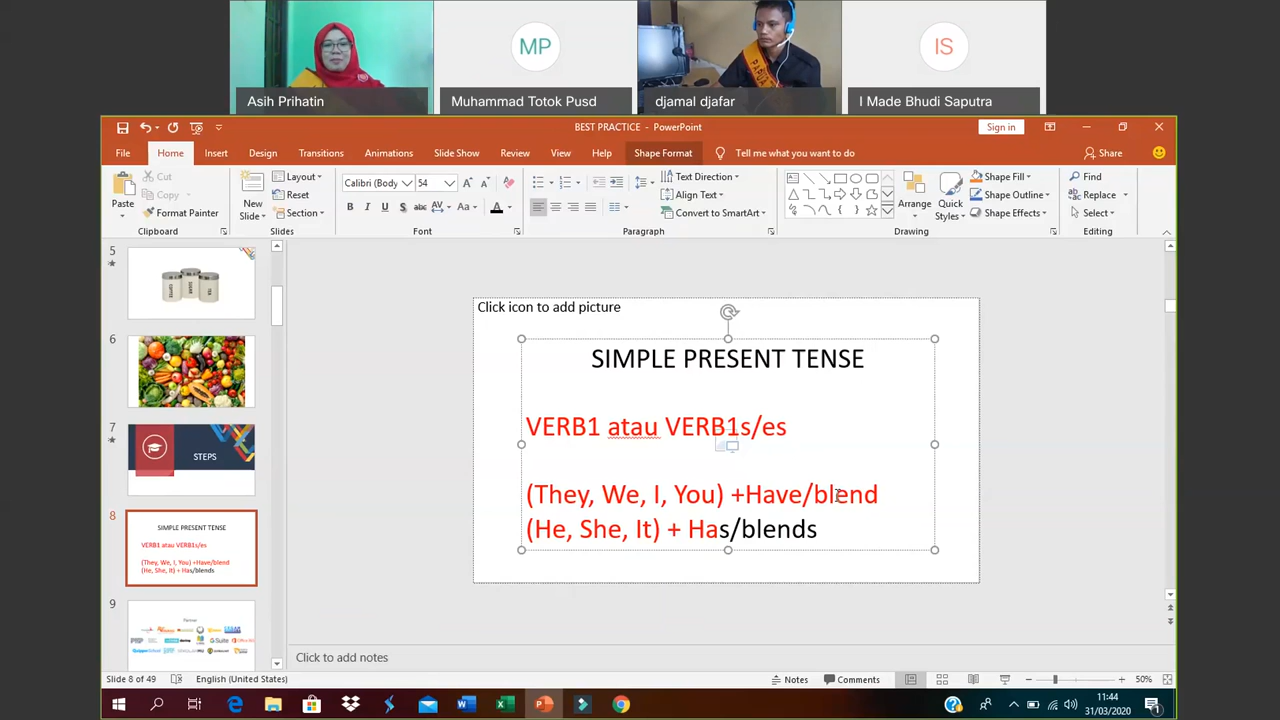 MP
IS
Asih Prihatin
Muhammad Totok Pusd
djamal djafar
I Made Bhudi Saputra
BEST PRACTICE - PowerPoint
Sign in
File Home Insert Design Transitions Animations Slide Show Review View Help Shape Format Tell me what you want to do Share
Paste
Cut
Copy
Format Painter
Clipboard
New Slide
Layout
Reset
Section
Slides
Calibri (Body 54
B I U S abc AV Aa A
Font
Text Direction
Align Text
Convert to SmartArt
Paragraph
Arrange
Quick Styles
Shape Fill
Shape Outline
Shape Effects
Drawing
Find
Replace
Select
Editing
5
6
7
STEPS
8
SIMPLE PRESENT TENSE
VERB1 atau VERB1s/es
(They, We, I, You) +Have/blend
(He, She, It) + Has/blends
9
Partner
Click icon to add picture
SIMPLE PRESENT TENSE
VERB1 atau VERB1s/es
(They, We, I, You) +Have/blend
(He, She, It) + Has/blends
Click to add notes
Slide 8 of 49 English (United States) Notes Comments 50%
11:44
31/03/2020